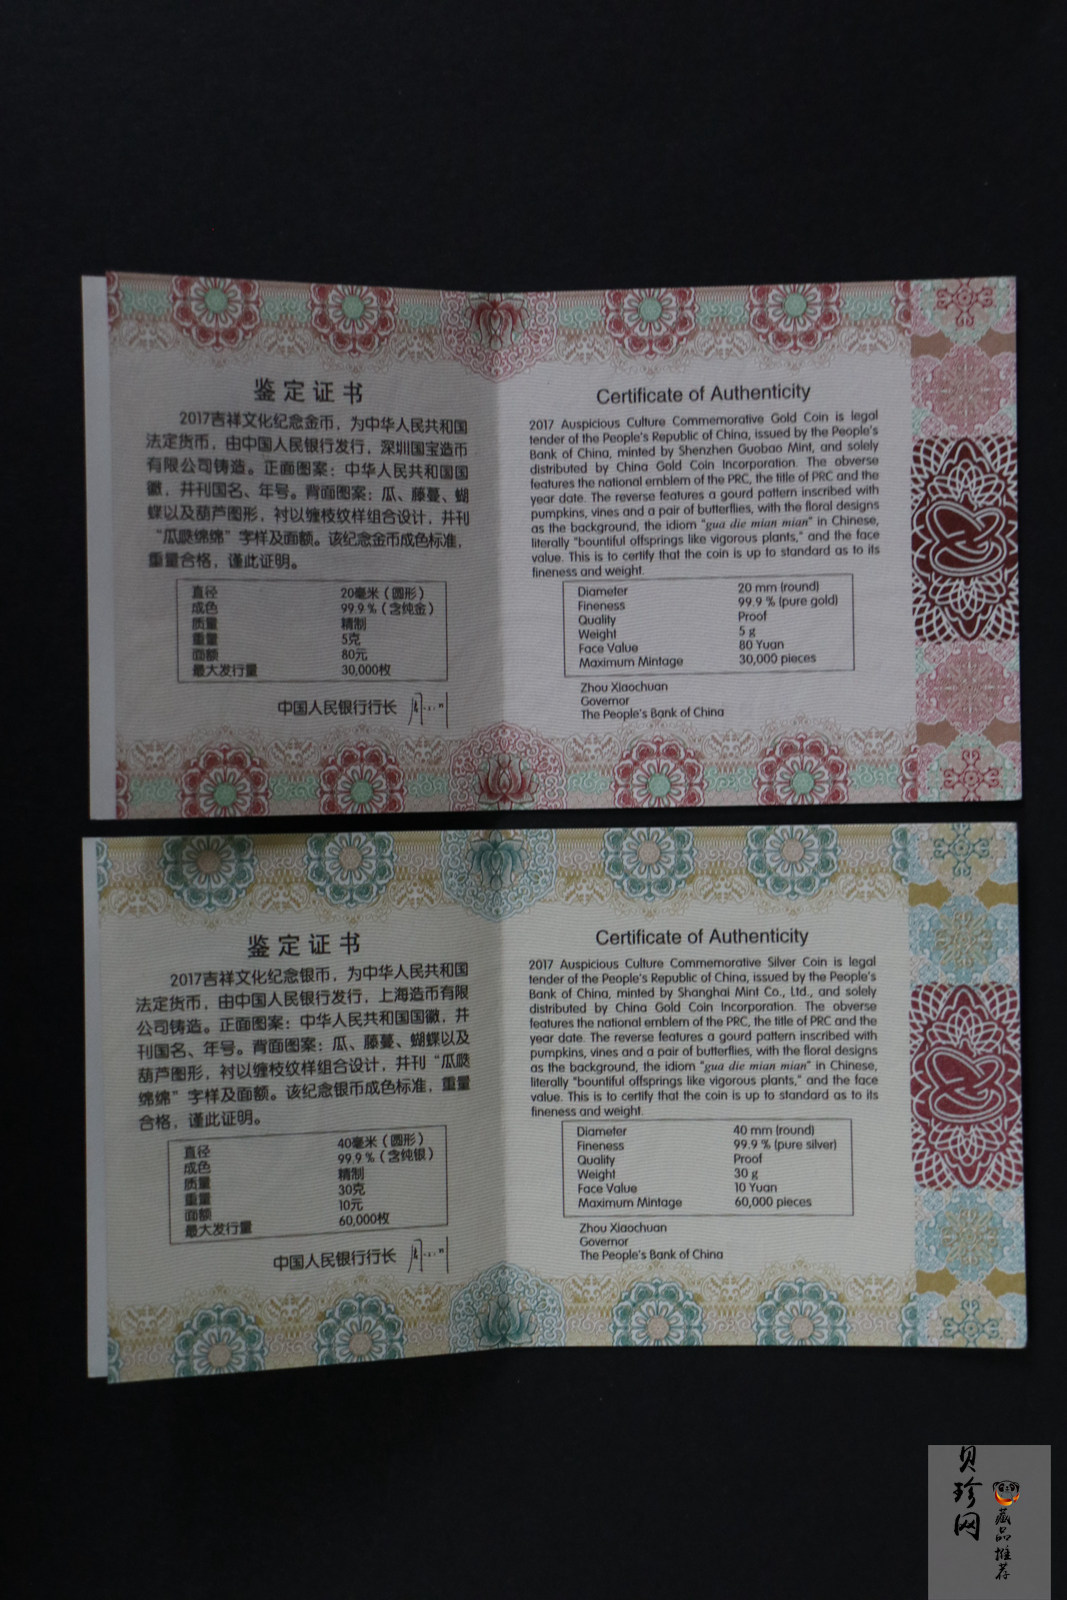 鉴定证书
2017吉祥文化纪念金币，为中华人民共和国
法定货币，由中国人民银行发行，深圳国宝造币
有限公司铸造。正面图案：中华人民共和国国
徽，并刊国名、年号。背面图案：瓜、藤蔓、蝴
蝶以及葫芦图形，衬以缠枝纹样组合设计，并刊
“瓜瓞绵绵”字样及面额。该纪念金币成色标准，
重量合格，谨此证明。
直径 20毫米（圆形）
成色 99.9％（含纯金）
质量 精制
重量 5克
面额 80元
最大发行量 30,000枚
中国人民银行行长
Certificate of Authenticity
2017 Auspicious Culture Commemorative Gold Coin is legal
tender of the People's Republic of China, issued by the People's
Bank of China, minted by Shenzhen Guobao Mint, and solely
distributed by China Gold Coin Incorporation. The obverse
features the national emblem of the PRC, the title of PRC and the
year date. The reverse features a gourd pattern inscribed with
pumpkins, vines and a pair of butterflies, with the floral designs
as the background, the idiom "gua die mian mian" in Chinese,
literally "bountiful offsprings like vigorous plants," and the face
value. This is to certify that the coin is up to standard as to its
fineness and weight.
Diameter 20 mm (round)
Fineness 99.9 % (pure gold)
Quality Proof
Weight 5 g
Face Value 80 Yuan
Maximum Mintage 30,000 pieces
Zhou Xiaochuan
Governor
The People's Bank of China
鉴定证书
2017吉祥文化纪念银币，为中华人民共和国
法定货币，由中国人民银行发行，上海造币有限
公司铸造。正面图案：中华人民共和国国徽，并
刊国名、年号。背面图案：瓜、藤蔓、蝴蝶以及
葫芦图形，衬以缠枝纹样组合设计，并刊“瓜瓞
绵绵”字样及面额。该纪念银币成色标准，重量
合格，谨此证明。
直径 40毫米（圆形）
成色 99.9％（含纯银）
质量 精制
重量 30克
面额 10元
最大发行量 60,000枚
中国人民银行行长
Certificate of Authenticity
2017 Auspicious Culture Commemorative Silver Coin is legal
tender of the People's Republic of China, issued by the People's
Bank of China, minted by Shanghai Mint Co., Ltd., and solely
distributed by China Gold Coin Incorporation. The obverse
features the national emblem of the PRC, the title of PRC and the
year date. The reverse features a gourd pattern inscribed with
pumpkins, vines and a pair of butterflies, with the floral designs
as the background, the idiom "gua die mian mian" in Chinese,
literally "bountiful offsprings like vigorous plants," and the face
value. This is to certify that the coin is up to standard as to its
fineness and weight.
Diameter 40 mm (round)
Fineness 99.9 % (pure silver)
Quality Proof
Weight 30 g
Face Value 10 Yuan
Maximum Mintage 60,000 pieces
Zhou Xiaochuan
Governor
The People's Bank of China
贝珍网
藏品推荐